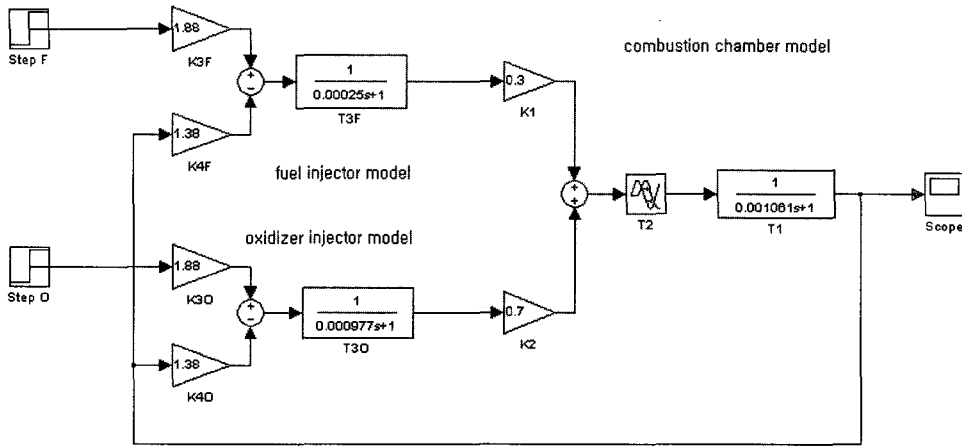 1.88
Step F
K3F
combustion chamber model
+
−
1
0.00025s+1
T3F
0.3
K1
1.38
K4F
fuel injector model
+
+
T2
1
0.001061s+1
T1
Scope
oxidizer injector model
1.88
Step O
K3O
+
−
1
0.000977s+1
T3O
0.7
K2
1.38
K4O